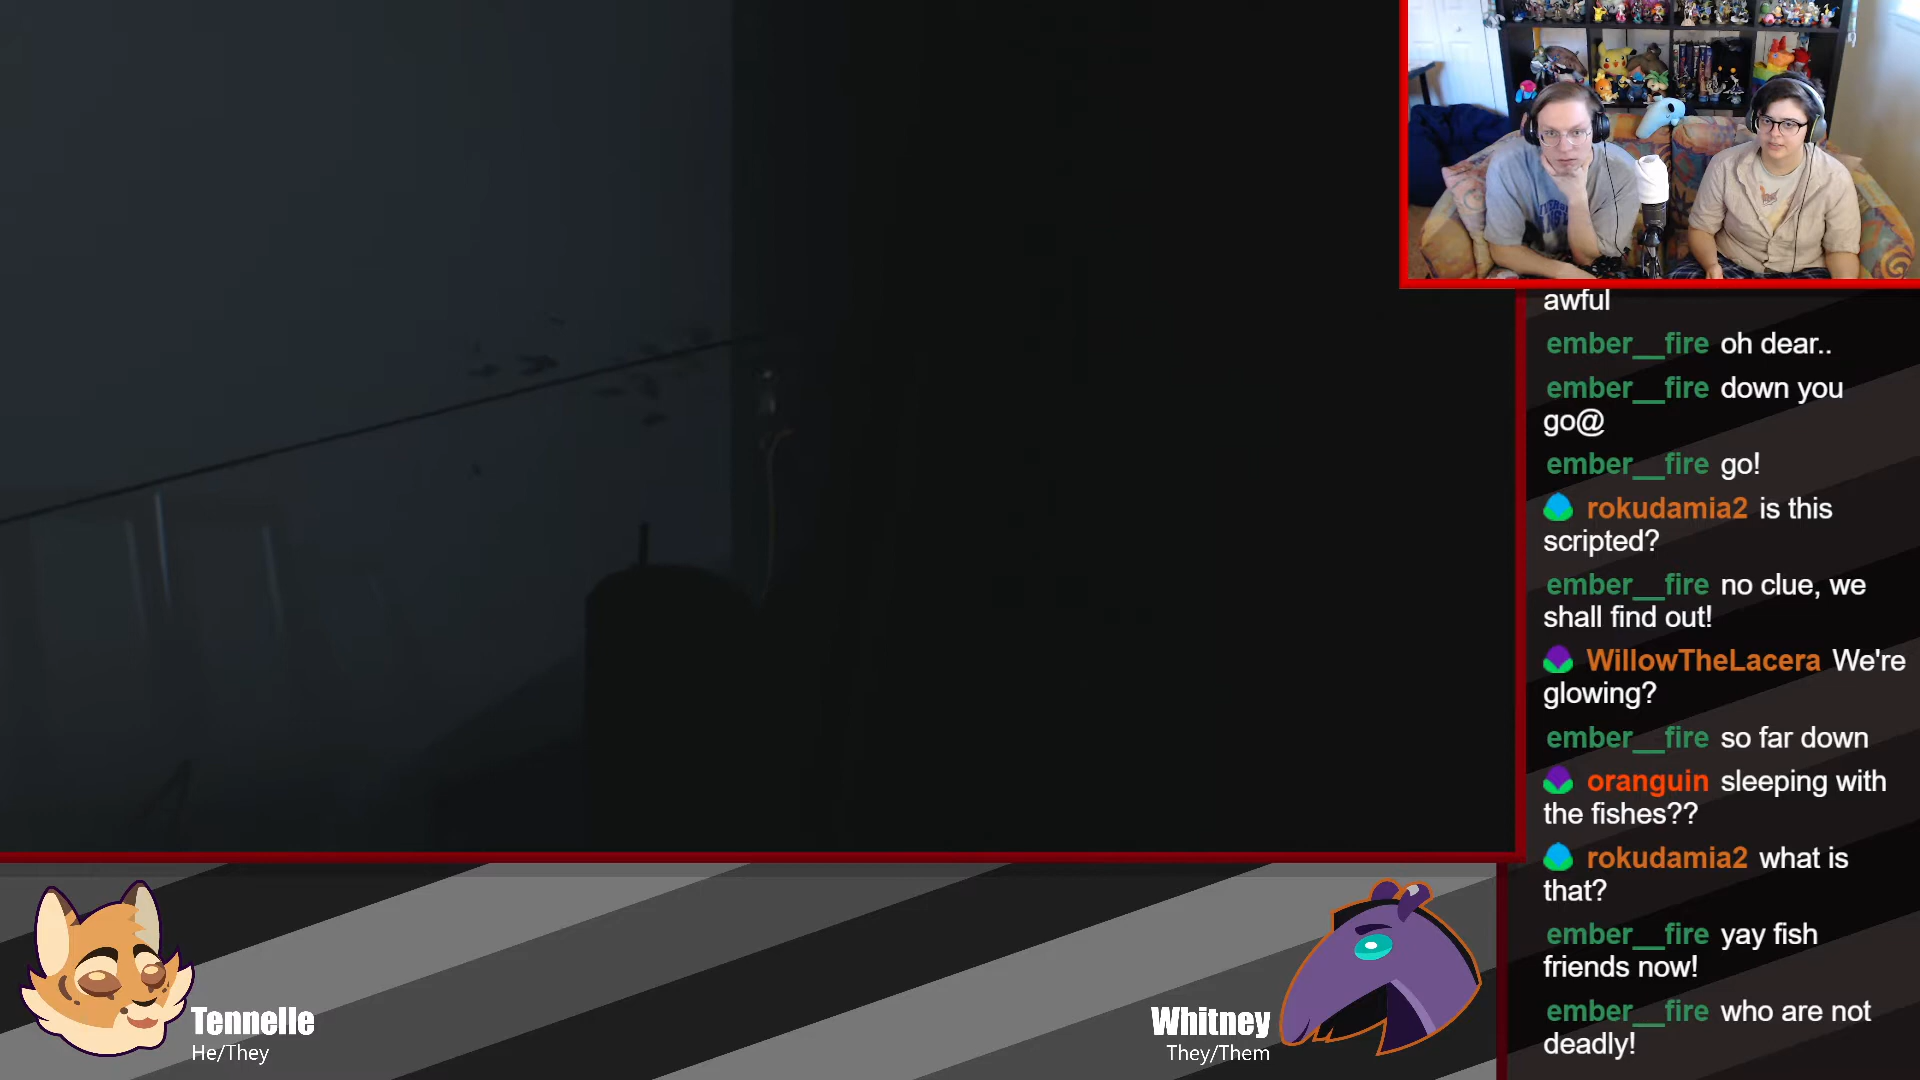 awful
ember__fire oh dear..
ember__fire down you
go@
ember__fire go!
rokudamia2 is this
scripted?
ember__fire no clue, we
shall find out!
WillowTheLacera We're
glowing?
ember__fire so far down
oranguin sleeping with
the fishes??
rokudamia2 what is
that?
ember__fire yay fish
friends now!
ember__fire who are not
deadly!
Tennelle
He/They
Whitney
They/Them